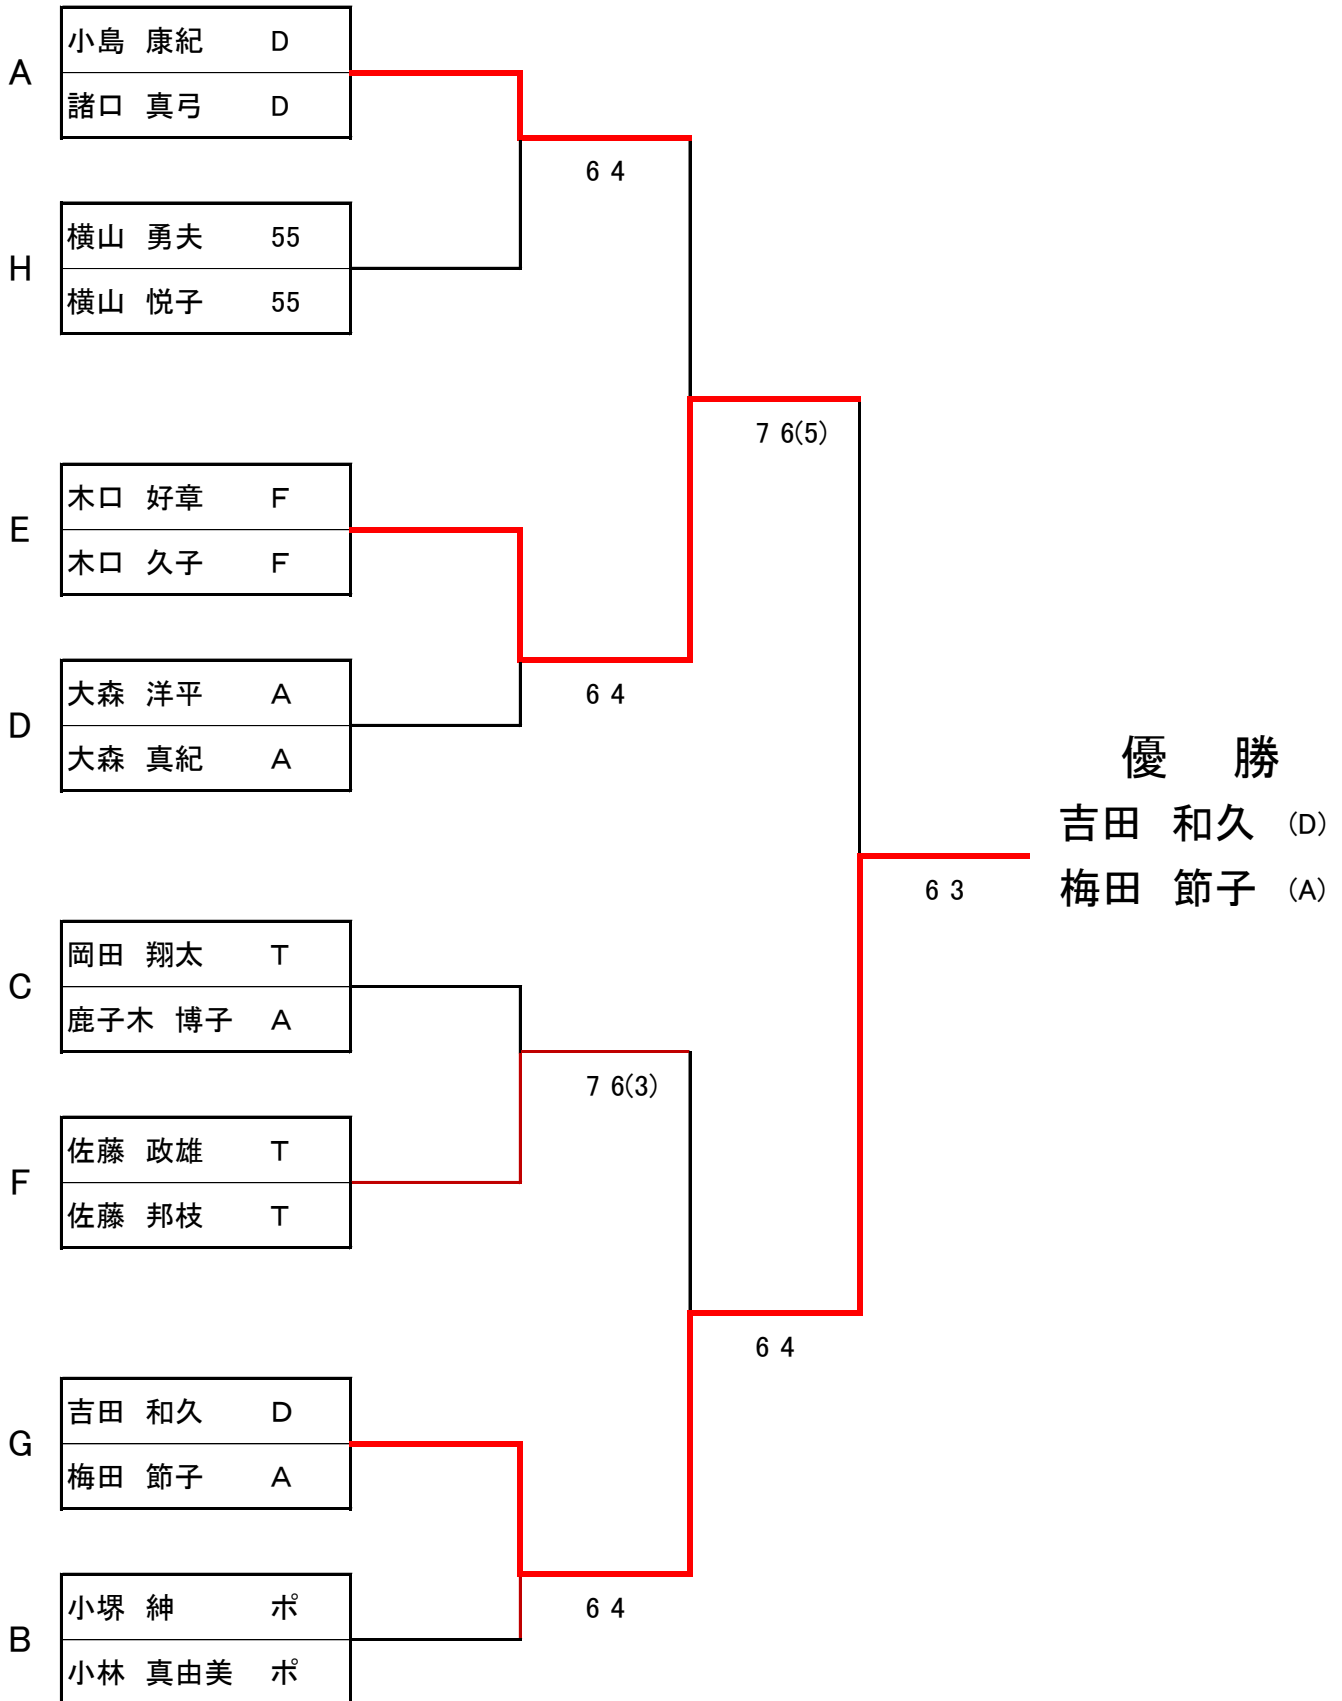 A
小島 康紀 D
諸口 真弓 D
6 4
H
横山 勇夫 55
横山 悦子 55
7 6(5)
E
木口 好章 F
木口 久子 F
D
大森 洋平 A
大森 真紀 A
6 4
優 勝
吉田 和久 (D)
梅田 節子 (A)
6 3
C
岡田 翔太 T
鹿子木 博子 A
7 6(3)
F
佐藤 政雄 T
佐藤 邦枝 T
6 4
G
吉田 和久 D
梅田 節子 A
6 4
B
小堺 紳 ポ
小林 真由美 ポ